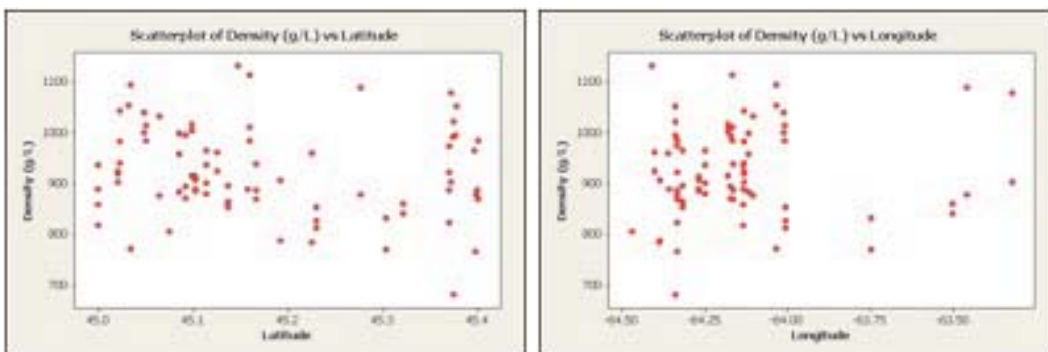 Scatterplot of Density (g/L) vs Latitude
Density (g/L)
1100
1000
900
800
700
45.0 45.1 45.2 45.3 45.4
Latitude
Scatterplot of Density (g/L) vs Longitude
Density (g/L)
1100
1000
900
800
700
-64.50 -64.25 -64.00 -63.75 -63.50
Longitude